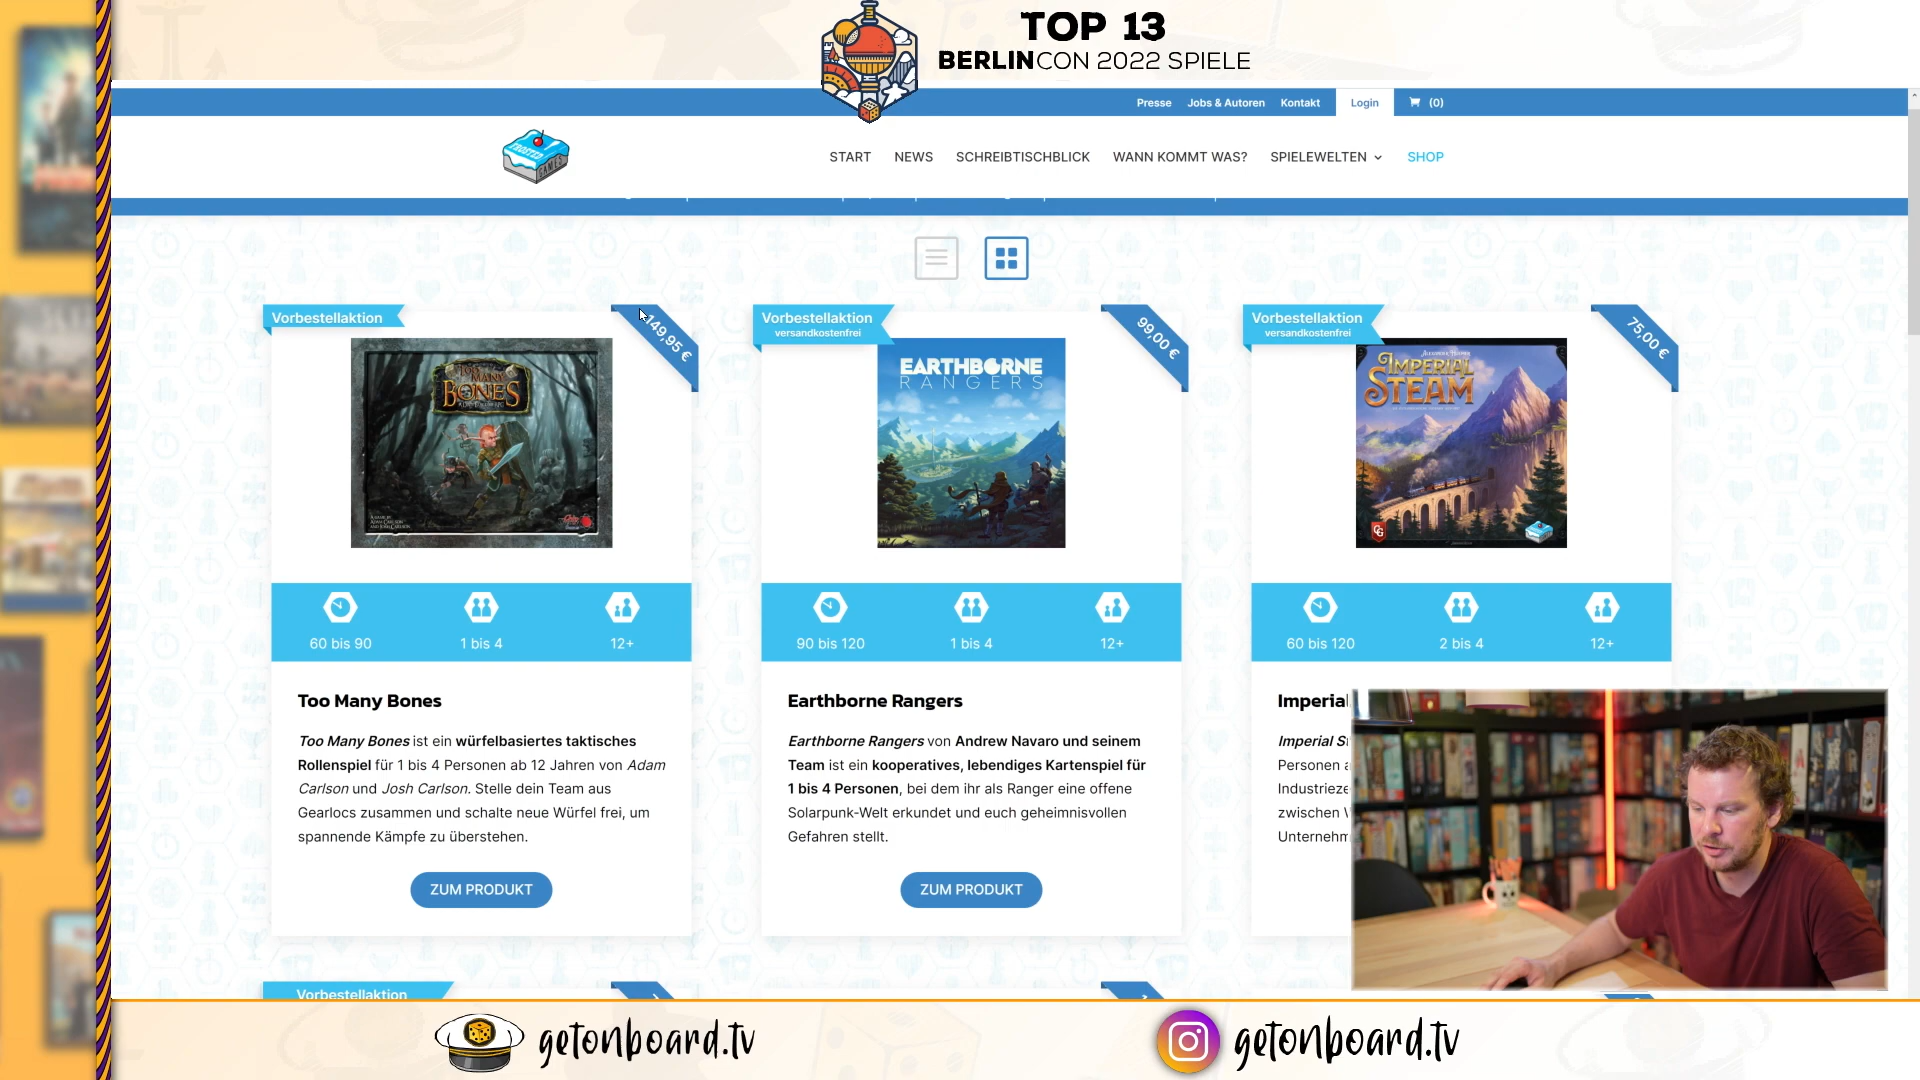 TOP 13
BERLINCON 2022 SPIELE
Presse Jobs & Autoren Kontakt Login (0)
FROSTED GAMES
START NEWS SCHREIBTISCHBLICK WANN KOMMT WAS? SPIELEWELTEN SHOP
Vorbestellaktion
149,95 €
TOO MANY
BONES
Vorbestellaktion
versandkostenfrei
99,00 €
EARTHBORNE
RANGERS
Vorbestellaktion
versandkostenfrei
75,00 €
IMPERIAL
STEAM
60 bis 90 1 bis 4 12+
90 bis 120 1 bis 4 12+
60 bis 120 2 bis 4 12+
Too Many Bones
Too Many Bones ist ein würfelbasiertes taktisches
Rollenspiel für 1 bis 4 Personen ab 12 Jahren von Adam
Carlson und Josh Carlson. Stelle dein Team aus
Gearlocs zusammen und schalte neue Würfel frei, um
spannende Kämpfe zu überstehen.
ZUM PRODUKT
Earthborne Rangers
Earthborne Rangers von Andrew Navaro und seinem
Team ist ein kooperatives, lebendiges Kartenspiel für
1 bis 4 Personen, bei dem ihr als Ranger eine offene
Solarpunk-Welt erkundet und euch geheimnisvollen
Gefahren stellt.
ZUM PRODUKT
Imperial
Imperial S
Personen a
Industrieze
zwischen
Unternehm
Vorbestellaktion
getonboard.tv
getonboard.tv